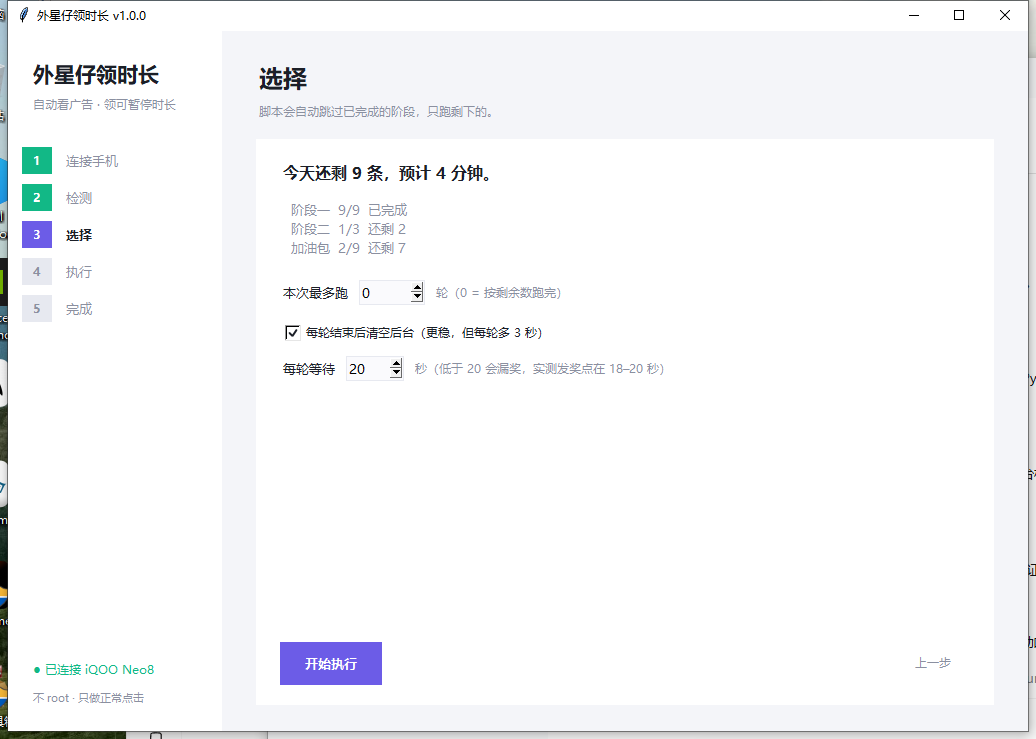 外星仔领时长 v1.0.0
外星仔领时长
自动看广告 · 领可暂停时长
1 连接手机
2 检测
3 选择
4 执行
5 完成
● 已连接 iQOO Neo8
不 root · 只做正常点击
选择
脚本会自动跳过已完成的阶段，只跑剩下的。
今天还剩 9 条，预计 4 分钟。
阶段一 9/9 已完成
阶段二 1/3 还剩 2
加油包 2/9 还剩 7
本次最多跑 0 轮（0 = 按剩余数跑完）
每轮结束后清空后台（更稳，但每轮多 3 秒）
每轮等待 20 秒（低于 20 会漏奖，实测发奖点在 18–20 秒）
开始执行
上一步